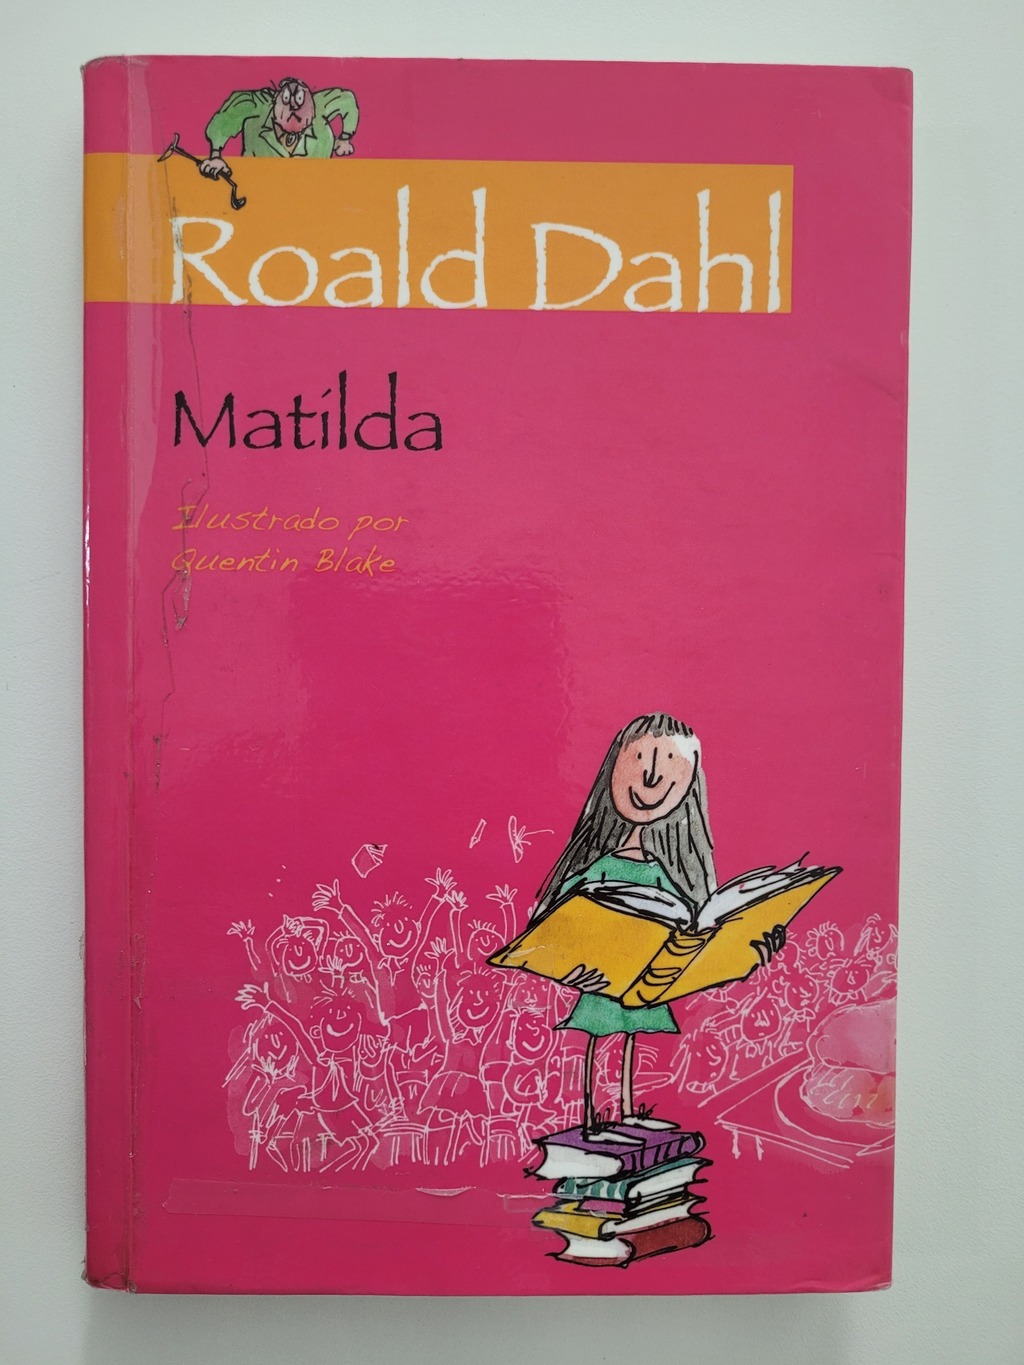 Roald Dahl
Matilda
Ilustrado por
Quentin Blake